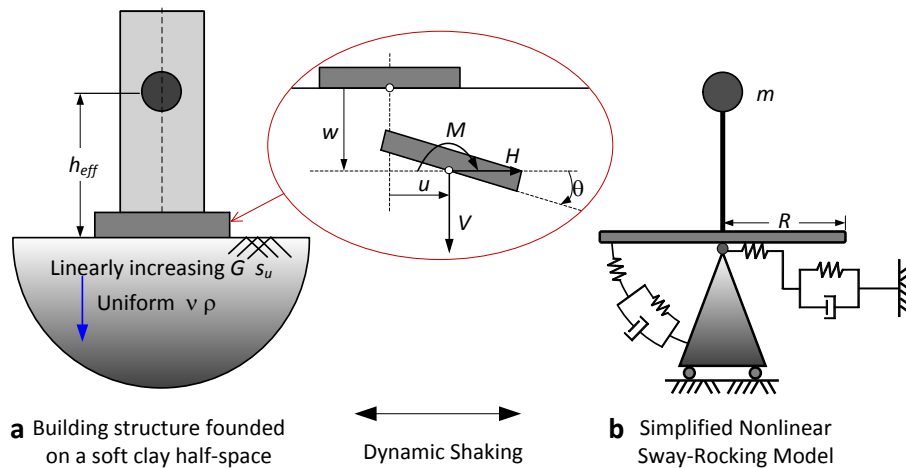 h_eff
Linearly increasing G s_u
Uniform ν ρ
w
M
H
θ
u
V
m
R
a Building structure founded
on a soft clay half-space
Dynamic Shaking
b Simplified Nonlinear
Sway-Rocking Model